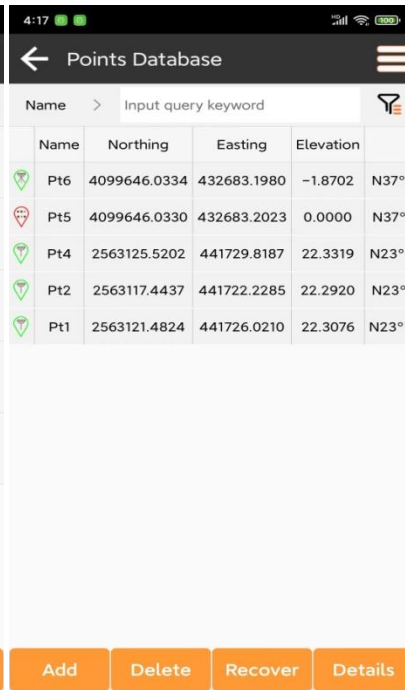 4:17 100
Points Database
Name > Input query keyword
Name Northing Easting Elevation
Pt6 4099646.0334 432683.1980 -1.8702 N37°
Pt5 4099646.0330 432683.2023 0.0000 N37°
Pt4 2563125.5202 441729.8187 22.3319 N23°
Pt2 2563117.4437 441722.2285 22.2920 N23°
Pt1 2563121.4824 441726.0210 22.3076 N23°
Add Delete Recover Details